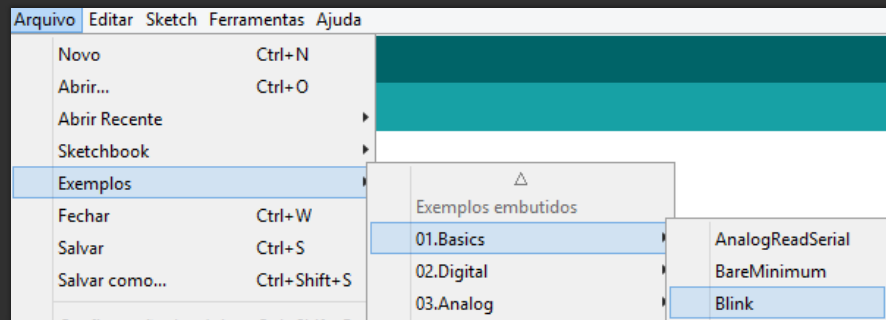 Arquivo Editar Sketch Ferramentas Ajuda
Novo Ctrl+N
Abrir... Ctrl+O
Abrir Recente
Sketchbook
Exemplos
Fechar Ctrl+W
Salvar Ctrl+S
Salvar como... Ctrl+Shift+S
Exemplos embutidos
01.Basics
02.Digital
03.Analog
AnalogReadSerial
BareMinimum
Blink